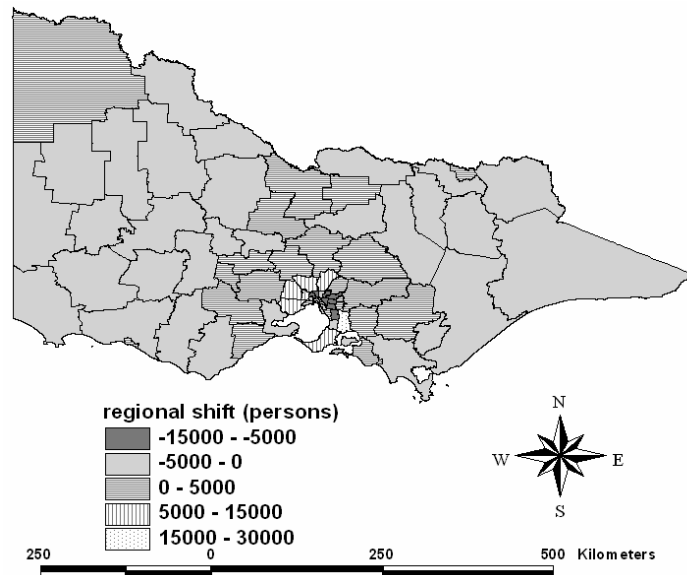 regional shift (persons)
-15000 - -5000
-5000 - 0
0 - 5000
5000 - 15000
15000 - 30000
N
W E
S
250 0 250 500 Kilometers